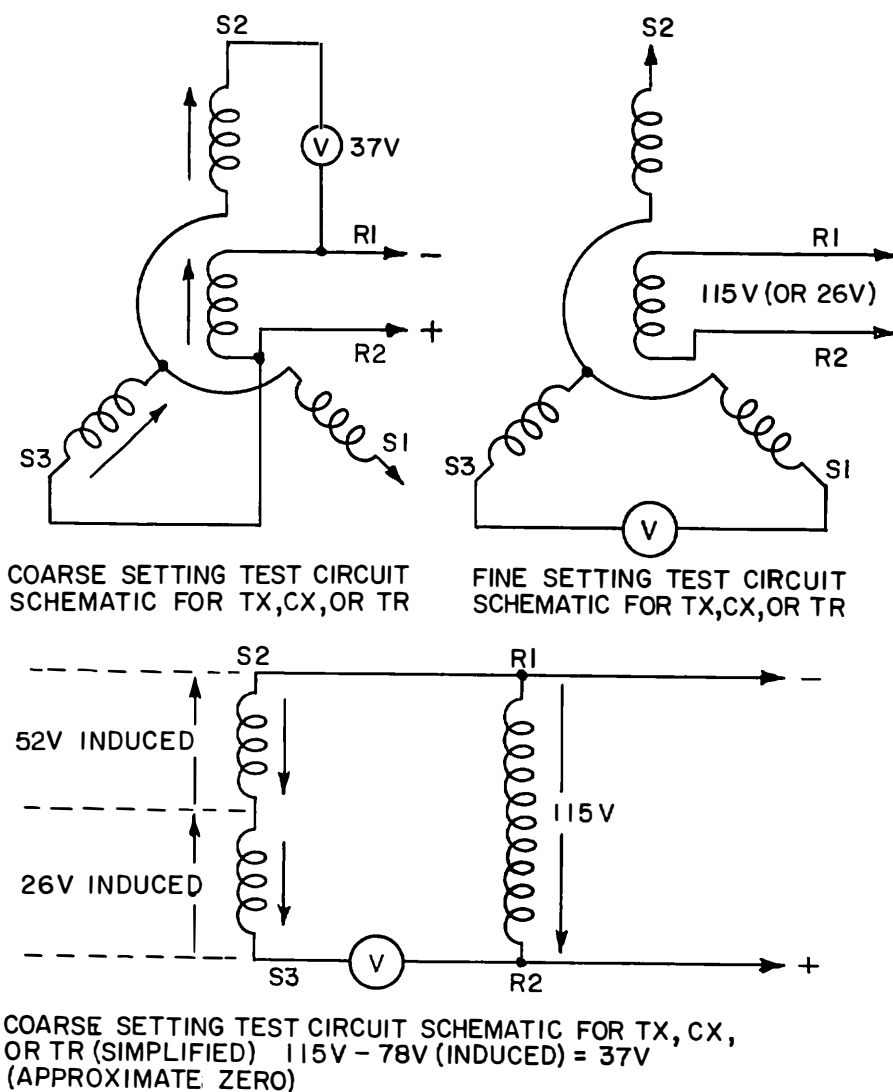 S2
V 37V
R1
-
+
R2
S3
S1
COARSE SETTING TEST CIRCUIT
SCHEMATIC FOR TX,CX,OR TR
S2
R1
115V (OR 26V)
R2
S3
S1
V
FINE SETTING TEST CIRCUIT
SCHEMATIC FOR TX,CX,OR TR
S2
R1
-
52V INDUCED
115V
26V INDUCED
V
+
S3
R2
COARSE SETTING TEST CIRCUIT SCHEMATIC FOR TX, CX,
OR TR (SIMPLIFIED) 115V - 78V (INDUCED) = 37V
(APPROXIMATE ZERO)